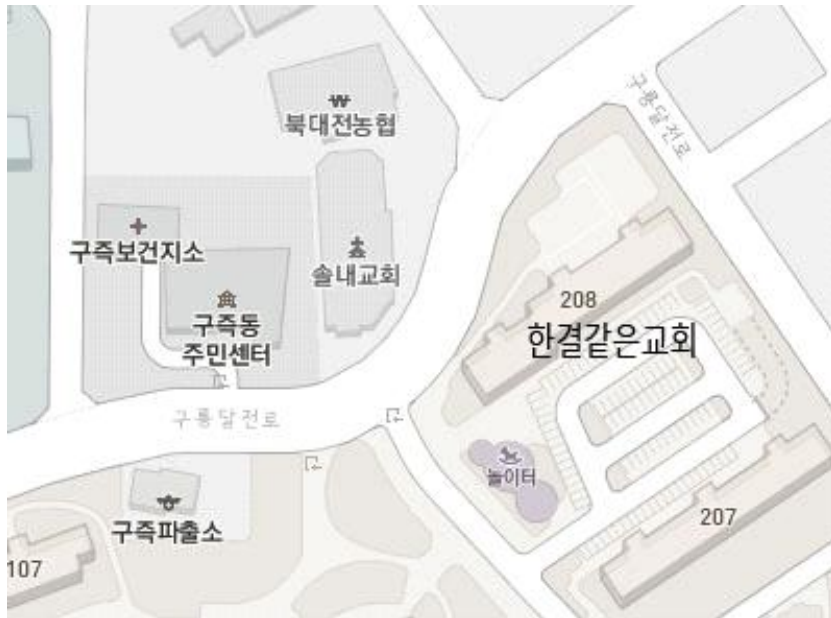 ₩
북대전농협
구룡달전로
구즉보건지소
솔내교회
구즉동
주민센터
208
한결같은교회
구룡달전로
놀이터
구즉파출소
207
107